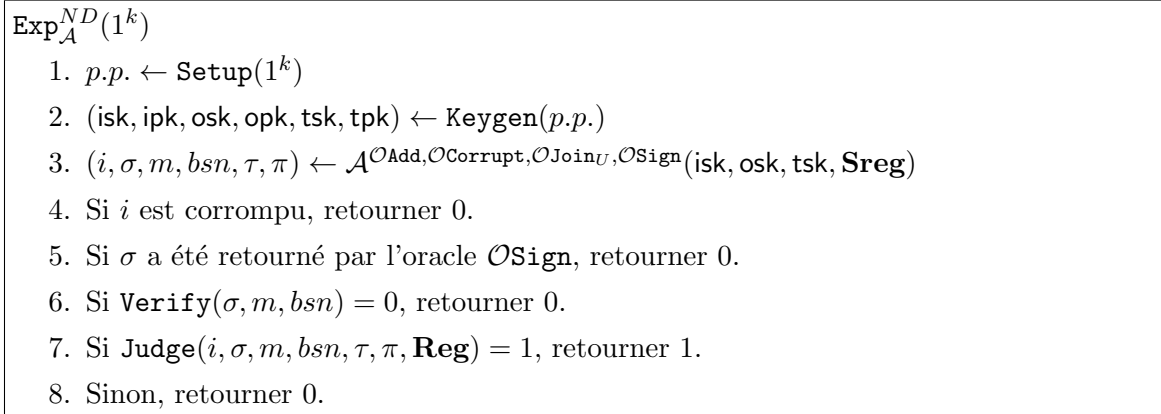 Exp_A^{ND}(1^k)
1. p.p. ← Setup(1^k)
2. (isk, ipk, osk, opk, tsk, tpk) ← Keygen(p.p.)
3. (i, σ, m, bsn, τ, π) ← A^{OAdd,OCorrupt,OJoin_U,OSign}(isk, osk, tsk, Sreg)
4. Si i est corrompu, retourner 0.
5. Si σ a été retourné par l'oracle OSign, retourner 0.
6. Si Verify(σ, m, bsn) = 0, retourner 0.
7. Si Judge(i, σ, m, bsn, τ, π, Reg) = 1, retourner 1.
8. Sinon, retourner 0.